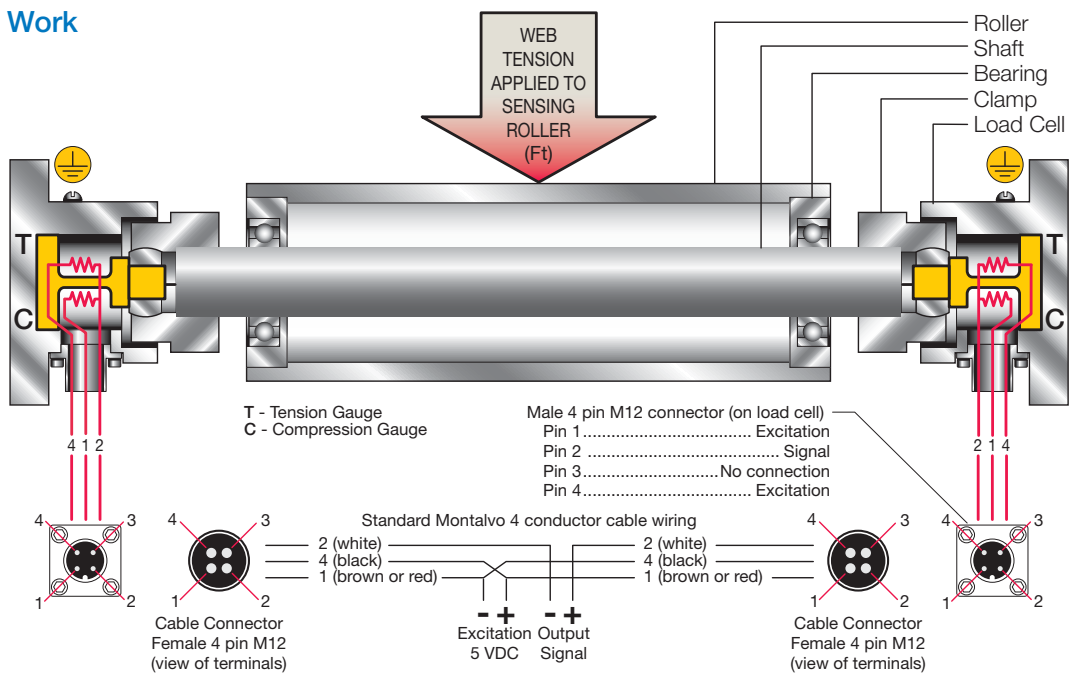 Work
WEB
TENSION
APPLIED TO
SENSING
ROLLER
(Ft)
Roller
Shaft
Bearing
Clamp
Load Cell
T
C
T
C
T - Tension Gauge
C - Compression Gauge
Male 4 pin M12 connector (on load cell)
Pin 1.................................. Excitation
Pin 2 ...................................... Signal
Pin 3.........................No connection
Pin 4.................................. Excitation
4 1 2
2 1 4
Standard Montalvo 4 conductor cable wiring
4 3
1 2
4 3
1 2
2 (white)
4 (black)
1 (brown or red)
2 (white)
4 (black)
1 (brown or red)
4 3
1 2
4 3
1 2
- + - +
Excitation Output
5 VDC Signal
Cable Connector
Female 4 pin M12
(view of terminals)
Cable Connector
Female 4 pin M12
(view of terminals)